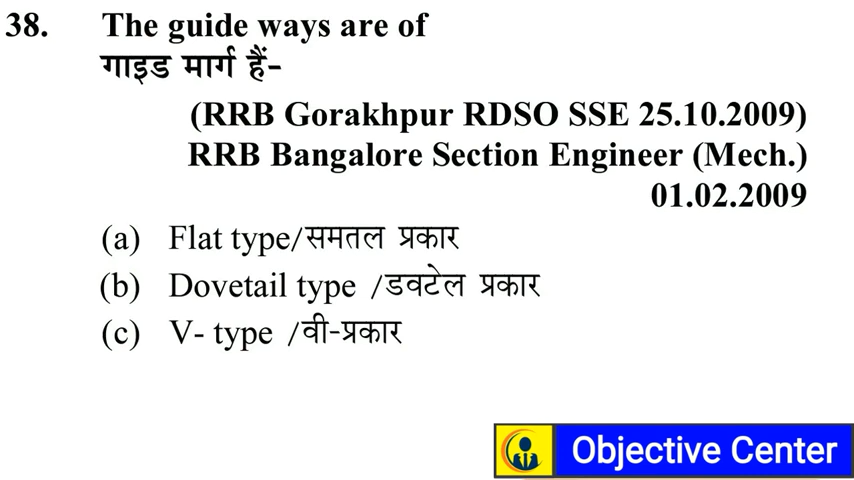 38. The guide ways are of
गाइड मार्ग हैं-
(RRB Gorakhpur RDSO SSE 25.10.2009)
RRB Bangalore Section Engineer (Mech.)
01.02.2009
(a) Flat type/समतल प्रकार
(b) Dovetail type /डवटेल प्रकार
(c) V- type /वी-प्रकार
Objective Center